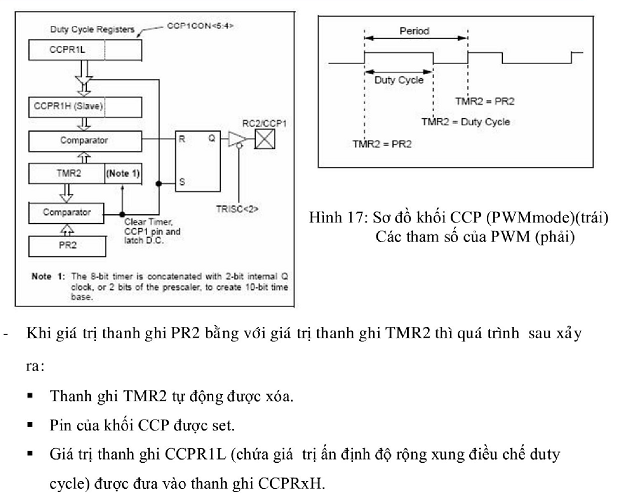 Duty Cycle Registers
CCP1CON<5:4>
CCPR1L
CCPR1H (Slave)
Comparator
R
Q
RC2/CCP1
TMR2
(Note 1)
S
TRISC<2>
Comparator
Clear Timer,
CCP1 pin and
latch D.C.
PR2
Note 1: The 8-bit timer is concatenated with 2-bit internal Q
clock, or 2 bits of the prescaler, to create 10-bit time
base.
Period
Duty Cycle
TMR2 = PR2
TMR2 = Duty Cycle
TMR2 = PR2
Hình 17: Sơ đồ khối CCP (PWMmode)(trái)
Các tham số của PWM (phải)
- Khi giá trị thanh ghi PR2 bằng với giá trị thanh ghi TMR2 thì quá trình sau xảy
ra:
▪ Thanh ghi TMR2 tự động được xóa.
▪ Pin của khối CCP được set.
▪ Giá trị thanh ghi CCPR1L (chứa giá trị ấn định độ rộng xung điều chế duty
cycle) được đưa vào thanh ghi CCPRxH.